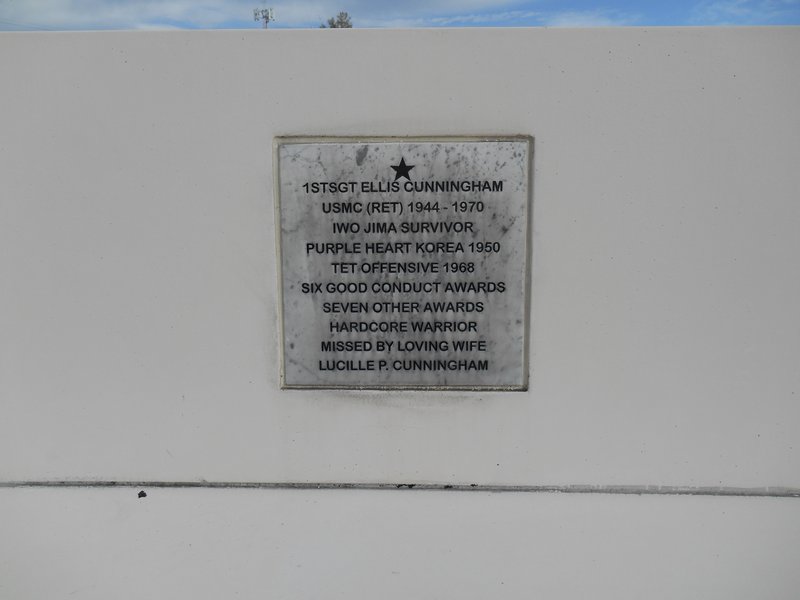 1STSGT ELLIS CUNNINGHAM
USMC (RET) 1944 - 1970
IWO JIMA SURVIVOR
PURPLE HEART KOREA 1950
TET OFFENSIVE 1968
SIX GOOD CONDUCT AWARDS
SEVEN OTHER AWARDS
HARDCORE WARRIOR
MISSED BY LOVING WIFE
LUCILLE P. CUNNINGHAM